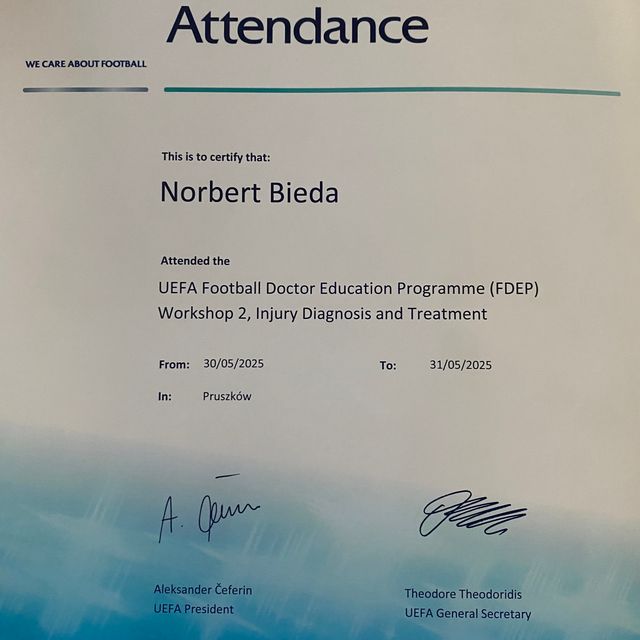 Attendance
WE CARE ABOUT FOOTBALL
This is to certify that:
Norbert Bieda
Attended the
UEFA Football Doctor Education Programme (FDEP)
Workshop 2, Injury Diagnosis and Treatment
From: 30/05/2025 To: 31/05/2025
In: Pruszków
A. Čeferin
Aleksander Čeferin Theodore Theodoridis
UEFA President UEFA General Secretary